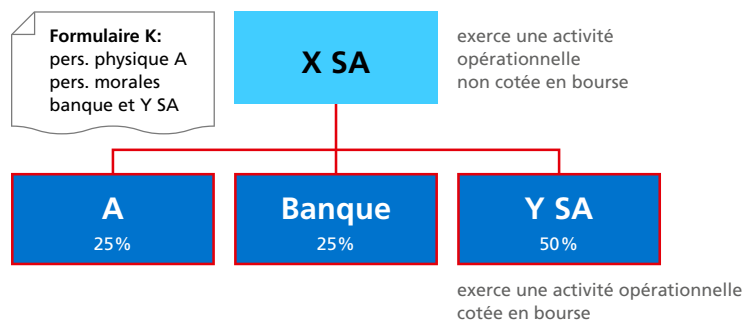 Formulaire K:
pers. physique A
pers. morales
banque et Y SA
X SA
exerce une activité
opérationnelle
non cotée en bourse
A
25%
Banque
25%
Y SA
50%
exerce une activité opérationnelle
cotée en bourse